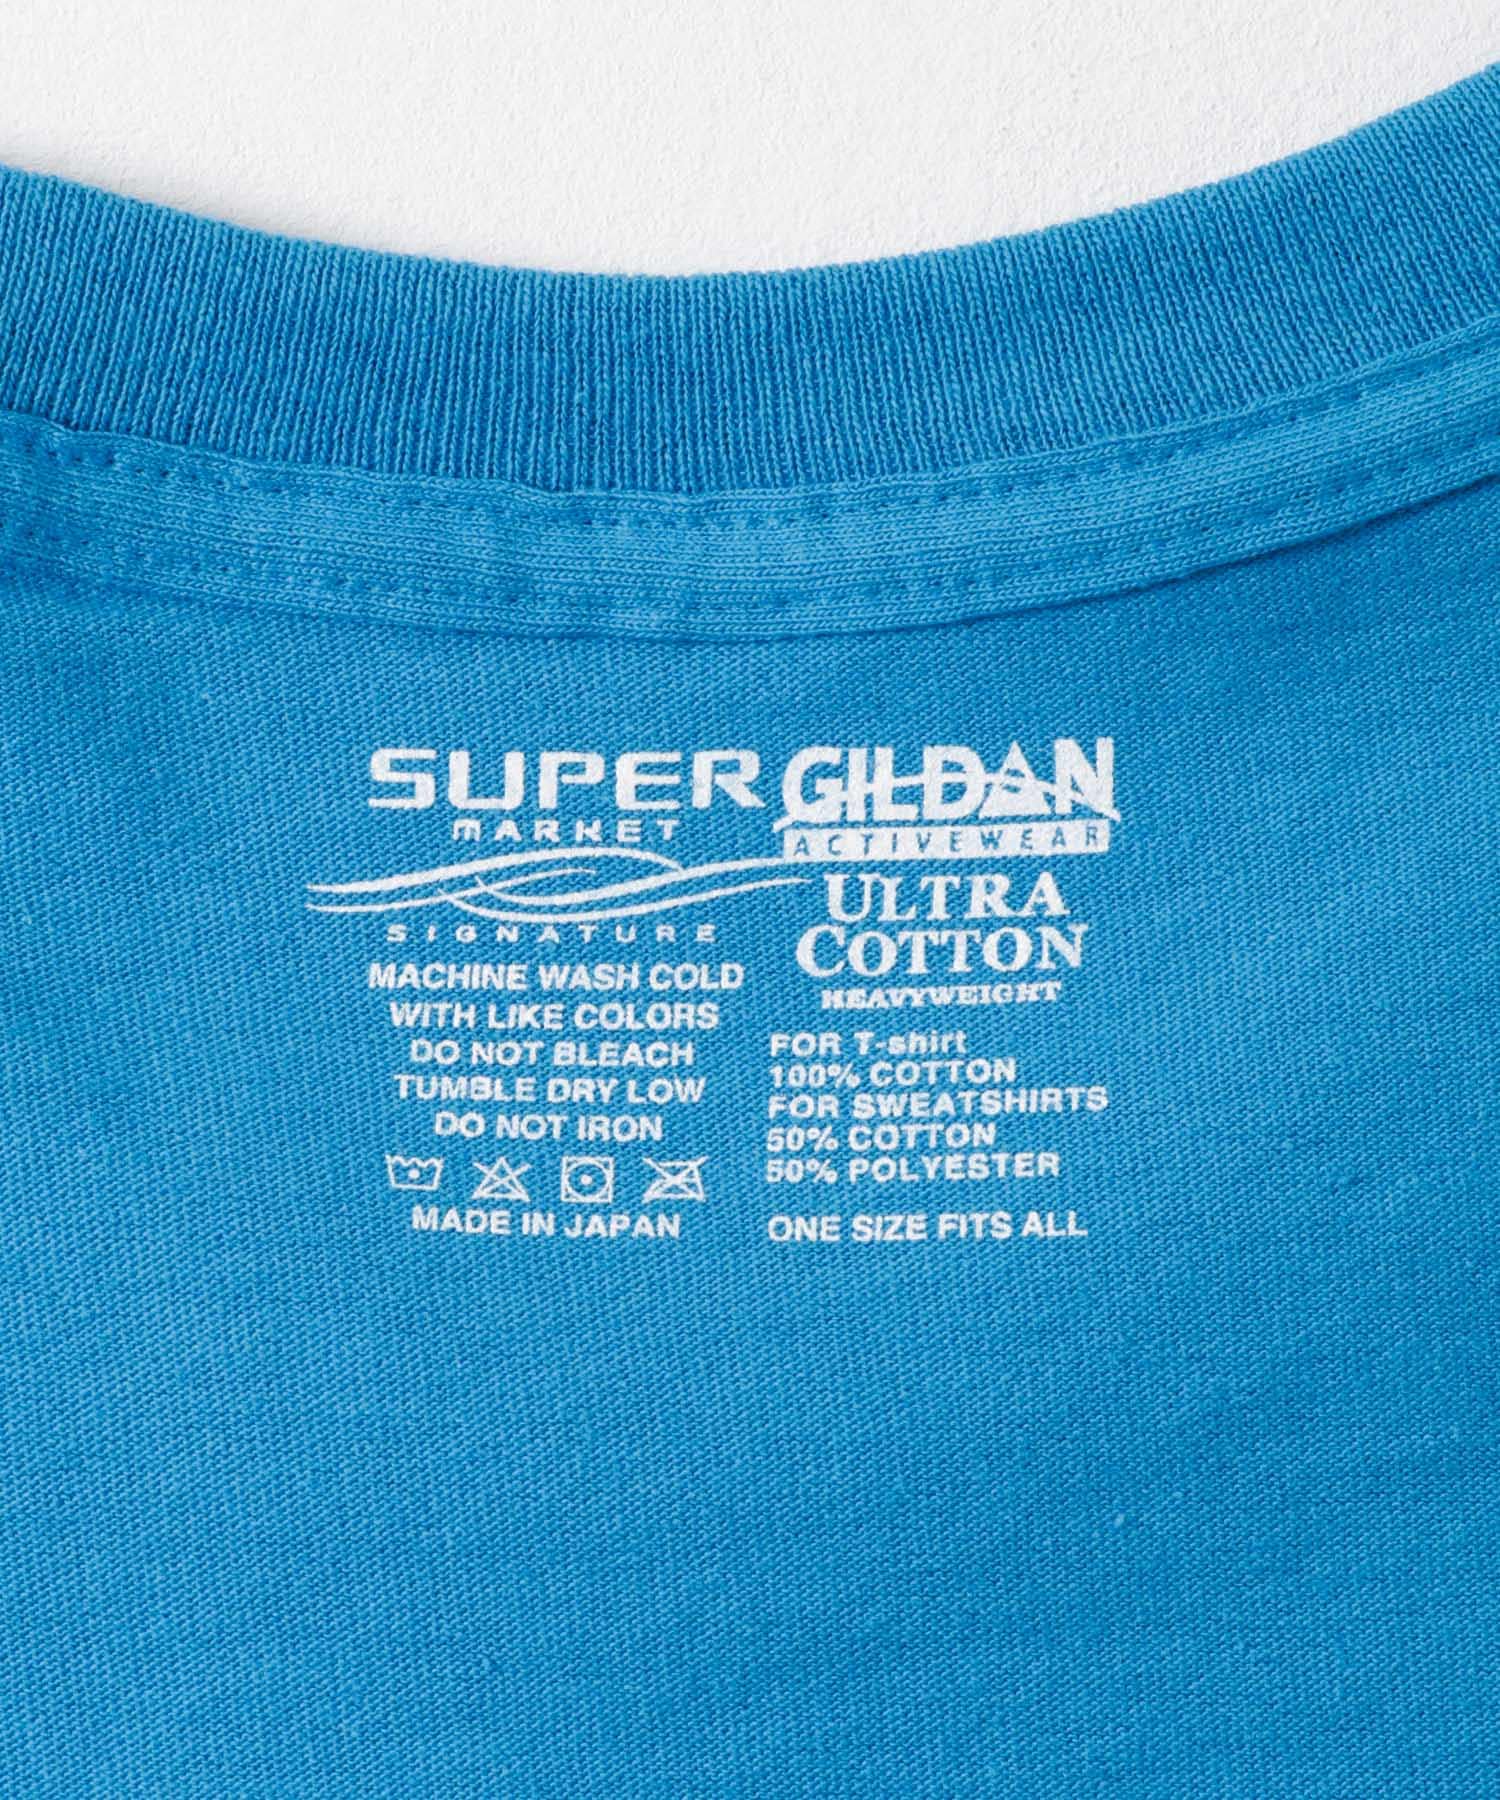 SUPER
MARKET
SIGNATURE
MACHINE WASH COLD
WITH LIKE COLORS
DO NOT BLEACH
TUMBLE DRY LOW
DO NOT IRON
MADE IN JAPAN
GILDAN
ACTIVEWEAR
ULTRA
COTTON
HEAVYWEIGHT
FOR T-shirt
100% COTTON
FOR SWEATSHIRTS
50% COTTON
50% POLYESTER
ONE SIZE FITS ALL